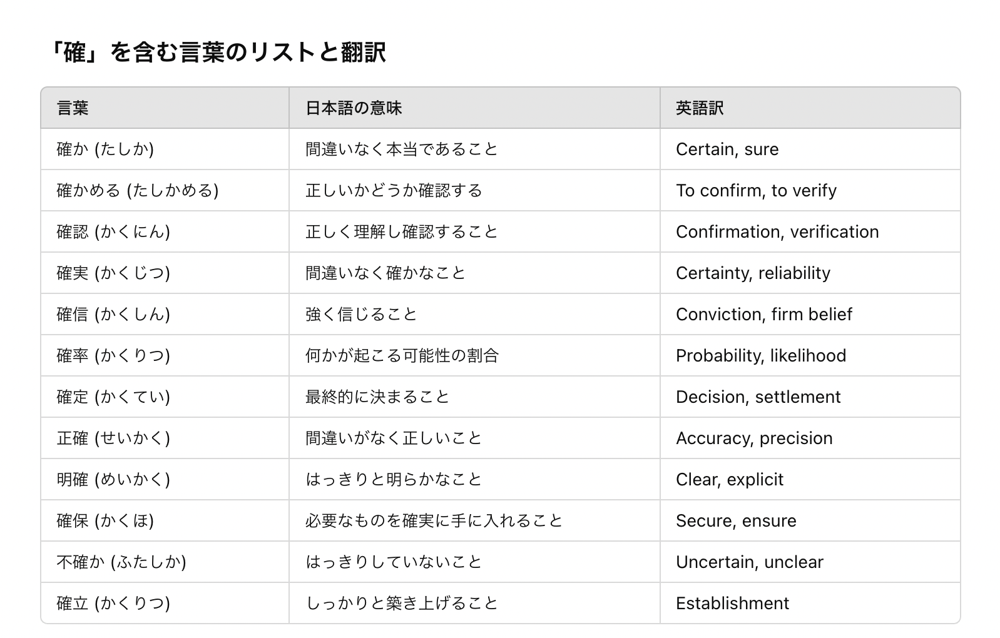 「確」を含む言葉のリストと翻訳
言葉 日本語の意味 英語訳
確か (たしか) 間違いなく本当であること Certain, sure
確かめる (たしかめる) 正しいかどうか確認する To confirm, to verify
確認 (かくにん) 正しく理解し確認すること Confirmation, verification
確実 (かくじつ) 間違いなく確かなこと Certainty, reliability
確信 (かくしん) 強く信じること Conviction, firm belief
確率 (かくりつ) 何かが起こる可能性の割合 Probability, likelihood
確定 (かくてい) 最終的に決まること Decision, settlement
正確 (せいかく) 間違いがなく正しいこと Accuracy, precision
明確 (めいかく) はっきりと明らかなこと Clear, explicit
確保 (かくほ) 必要なものを確実に手に入れること Secure, ensure
不確か (ふたしか) はっきりしていないこと Uncertain, unclear
確立 (かくりつ) しっかりと築き上げること Establishment